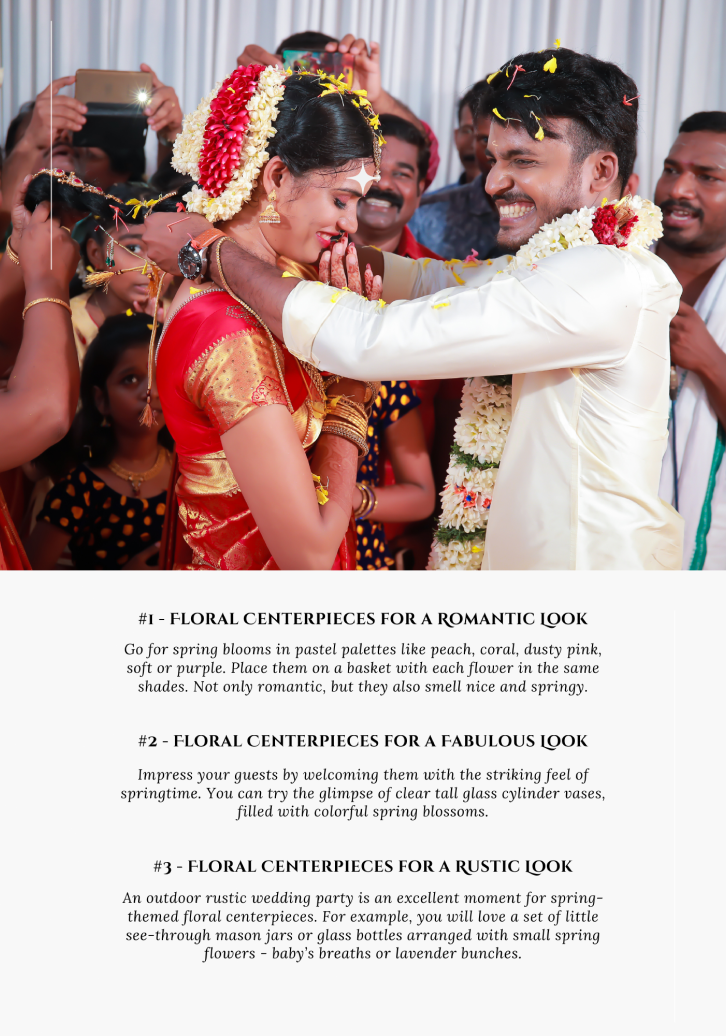 #1 - Floral Centerpieces for a Romantic Look
Go for spring blooms in pastel palettes like peach, coral, dusty pink,
soft or purple. Place them on a basket with each flower in the same
shades. Not only romantic, but they also smell nice and springy.
#2 - Floral Centerpieces for a Fabulous Look
Impress your guests by welcoming them with the striking feel of
springtime. You can try the glimpse of clear tall glass cylinder vases,
filled with colorful spring blossoms.
#3 - Floral Centerpieces for a Rustic Look
An outdoor rustic wedding party is an excellent moment for spring-
themed floral centerpieces. For example, you will love a set of little
see-through mason jars or glass bottles arranged with small spring
flowers - baby's breaths or lavender bunches.